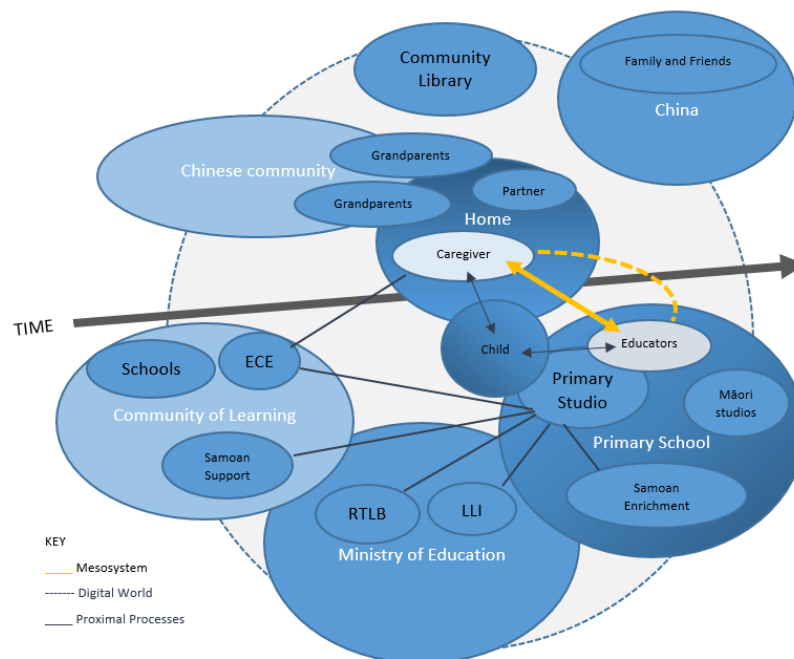 Community
Library
Family and Friends
China
Chinese community
Grandparents
Grandparents
Partner
Home
Caregiver
TIME
Child
Educators
Schools
ECE
Community of Learning
Samoan
Support
Primary
Studio
Māori
studios
Primary School
Samoan
Enrichment
RTLB
LLI
Ministry of Education
KEY
____ Mesosystem
------- Digital World
____ Proximal Processes